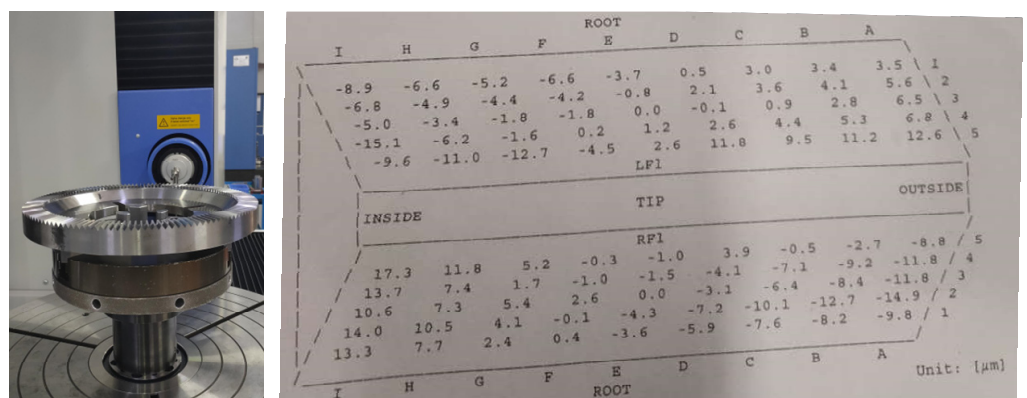 ROOT
I H G F E D C B A
-8.9 -6.6 -5.2 -6.6 -3.7 0.5 3.0 3.4 3.5 1
-6.8 -4.9 -4.4 -4.2 -0.8 2.1 3.6 4.1 5.6 2
-5.0 -3.4 -1.8 -1.8 0.0 -0.1 0.9 2.8 6.5 3
-15.1 -6.2 -1.6 0.2 1.2 2.6 4.4 5.3 6.8 4
-9.6 -11.0 -12.7 -4.5 2.6 11.8 9.5 11.2 12.6 5
LF1
INSIDE TIP OUTSIDE
RF1
17.3 11.8 5.2 -0.3 -1.0 3.9 -0.5 -2.7 -8.8 5
13.7 7.4 1.7 -1.0 -1.5 -4.1 -7.1 -9.2 -11.8 4
10.6 7.3 5.4 2.6 0.0 -3.1 -6.4 -8.4 -11.8 3
14.0 10.5 4.1 -0.1 -4.3 -7.2 -10.1 -12.7 -14.9 2
13.3 7.7 2.4 0.4 -3.6 -5.9 -7.6 -8.2 -9.8 1
I H G F E D C B A
ROOT
Unit: [µm]